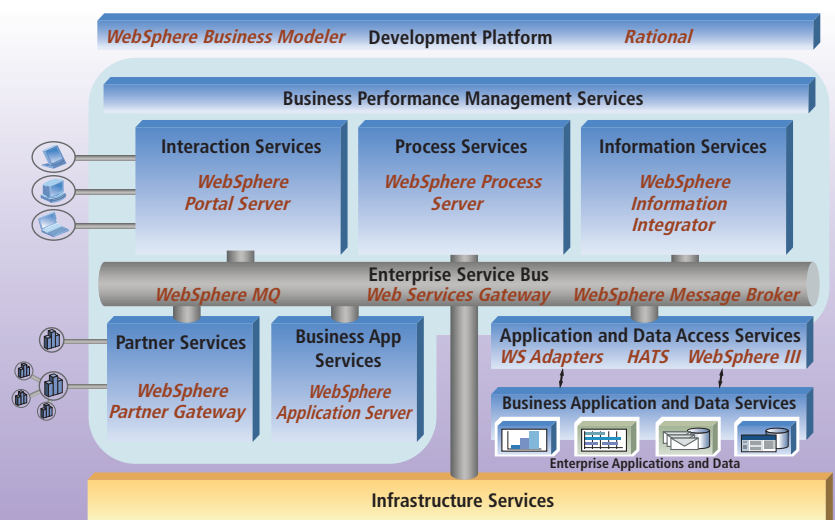 WebSphere Business Modeler Development Platform Rational
Business Performance Management Services
Interaction Services
WebSphere
Portal Server
Process Services
WebSphere Process
Server
Information Services
WebSphere
Information
Integrator
Enterprise Service Bus
WebSphere MQ Web Services Gateway WebSphere Message Broker
Partner Services
WebSphere
Partner Gateway
Business App
Services
WebSphere
Application Server
Application and Data Access Services
WS Adapters HATS WebSphere III
Business Application and Data Services
Enterprise Applications and Data
Infrastructure Services